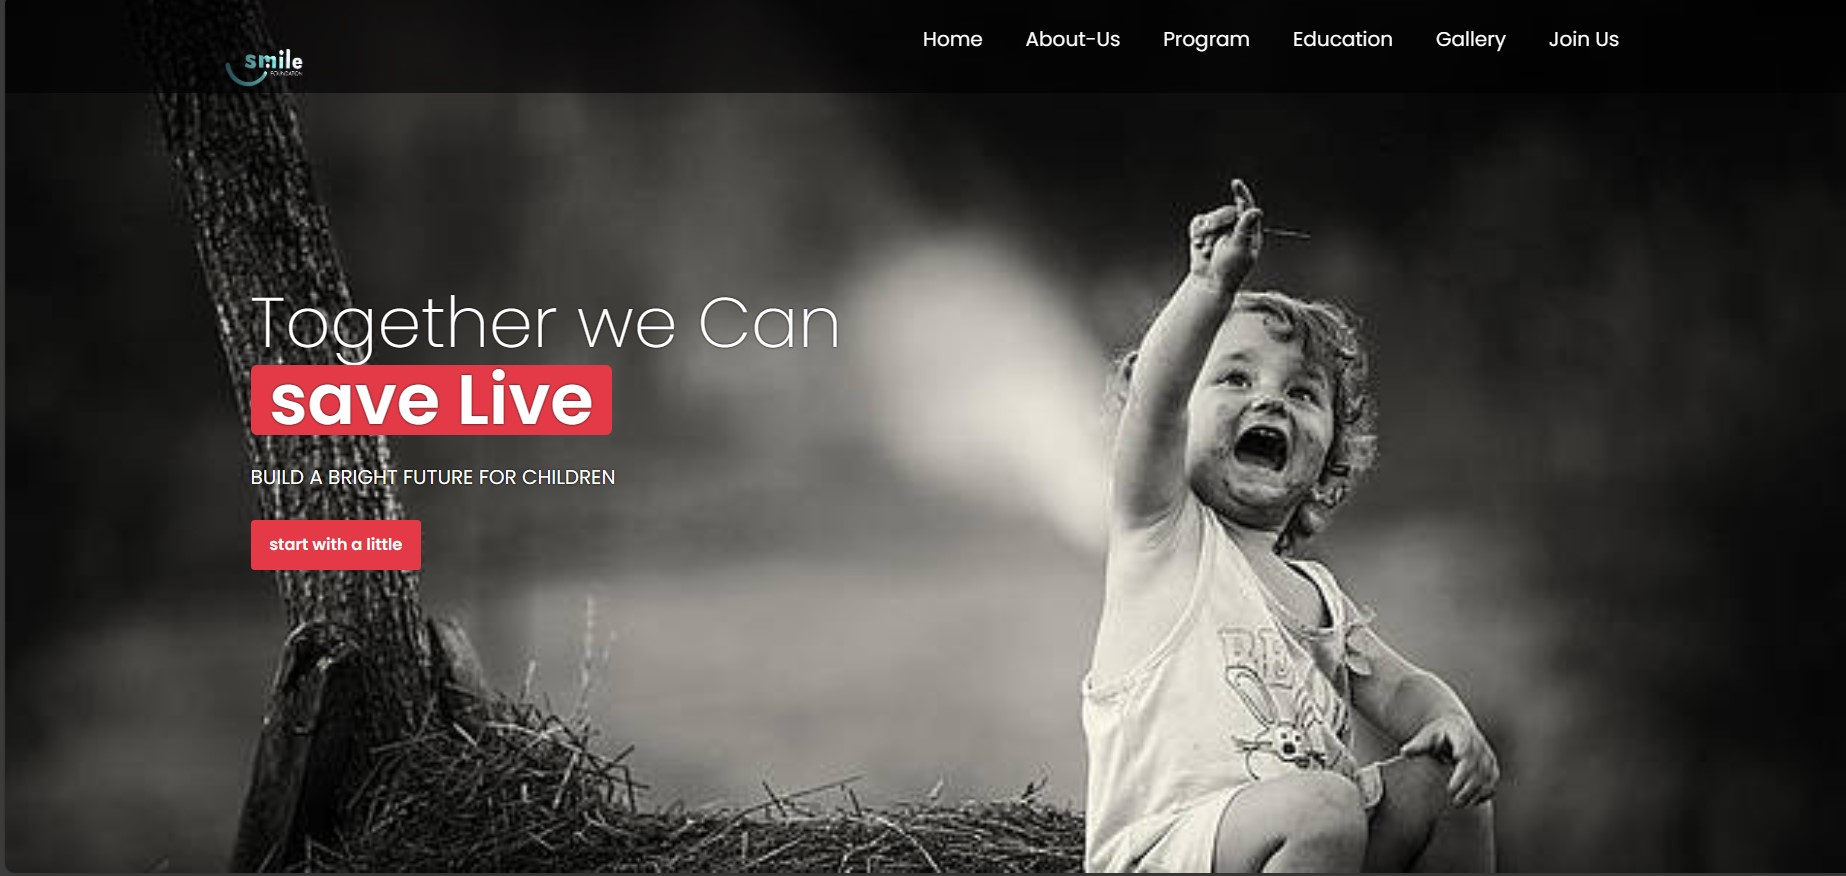 smile
FOUNDATION
Home About-Us Program Education Gallery Join Us
Together we Can
save Live
BUILD A BRIGHT FUTURE FOR CHILDREN
start with a little